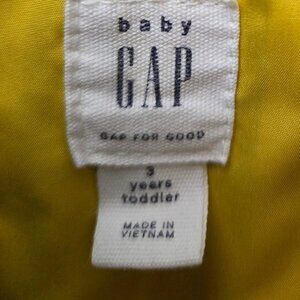 baby
GAP
GAP FOR GOOD
3
years
toddler
MADE IN
VIETNAM